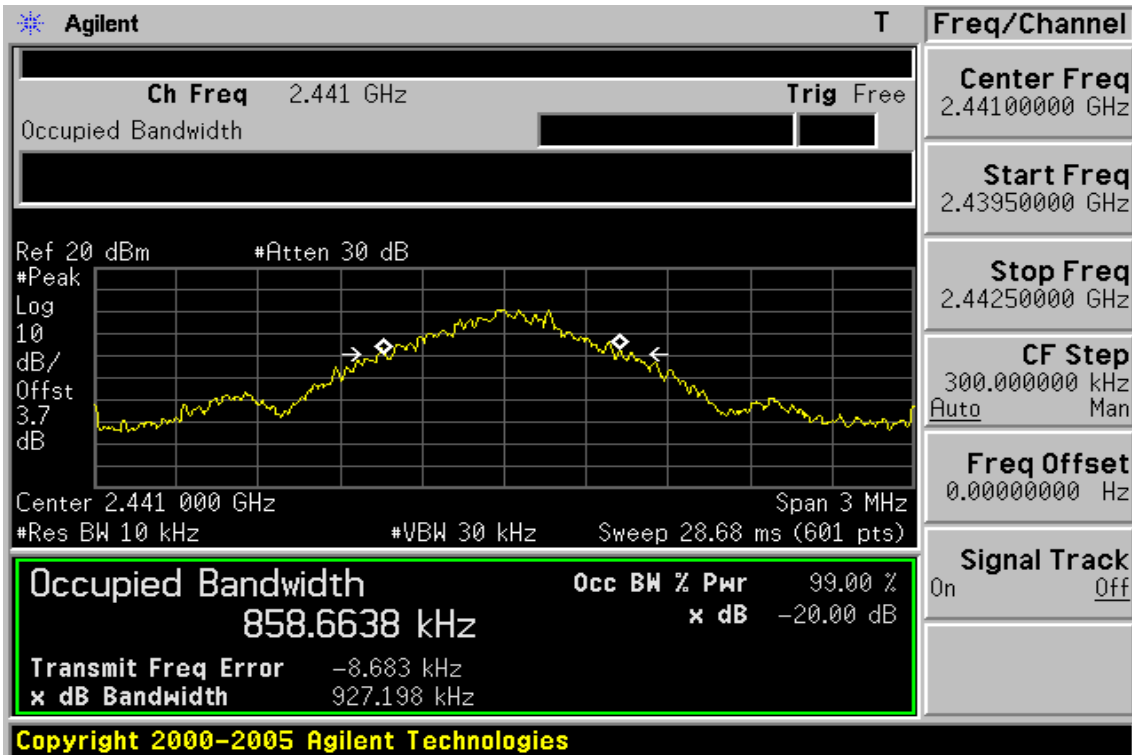 Agilent T
Freq/Channel
Ch Freq 2.441 GHz Trig Free
Occupied Bandwidth
Center Freq
2.44100000 GHz
Start Freq
2.43950000 GHz
Stop Freq
2.44250000 GHz
CF Step
300.000000 kHz
Auto Man
Freq Offset
0.00000000 Hz
Signal Track
On Off
Ref 20 dBm #Atten 30 dB
#Peak
Log
10
dB/
Offst
3.7
dB
Center 2.441 000 GHz Span 3 MHz
#Res BW 10 kHz #VBW 30 kHz Sweep 28.68 ms (601 pts)
Occupied Bandwidth Occ BW % Pwr 99.00 %
858.6638 kHz x dB -20.00 dB
Transmit Freq Error -8.683 kHz
x dB Bandwidth 927.198 kHz
Copyright 2000-2005 Agilent Technologies